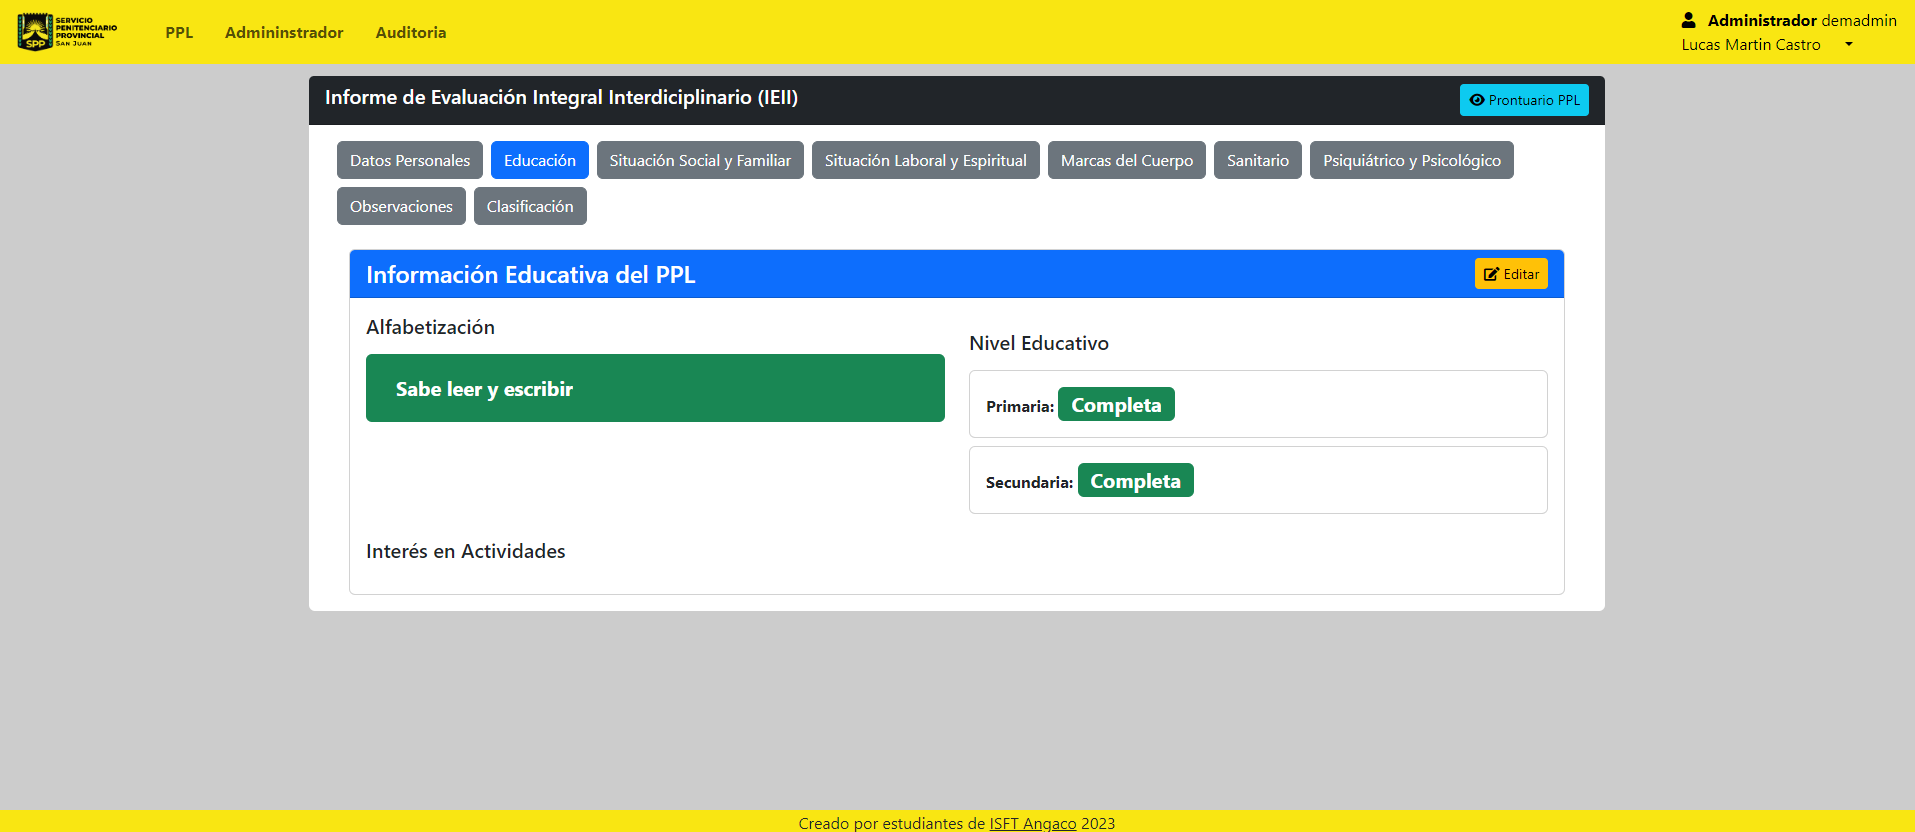 SERVICIO
PENITENCIARIO
PROVINCIAL
SAN JUAN
SPP
PPL
Admininstrador
Auditoria
Administrador demadmin
Lucas Martin Castro
Informe de Evaluación Integral Interdiciplinario (IEII)
Prontuario PPL
Datos Personales
Educación
Situación Social y Familiar
Situación Laboral y Espiritual
Marcas del Cuerpo
Sanitario
Psiquiátrico y Psicológico
Observaciones
Clasificación
Información Educativa del PPL
Editar
Alfabetización
Sabe leer y escribir
Nivel Educativo
Primaria: Completa
Secundaria: Completa
Interés en Actividades
Creado por estudiantes de ISFT Angaco 2023